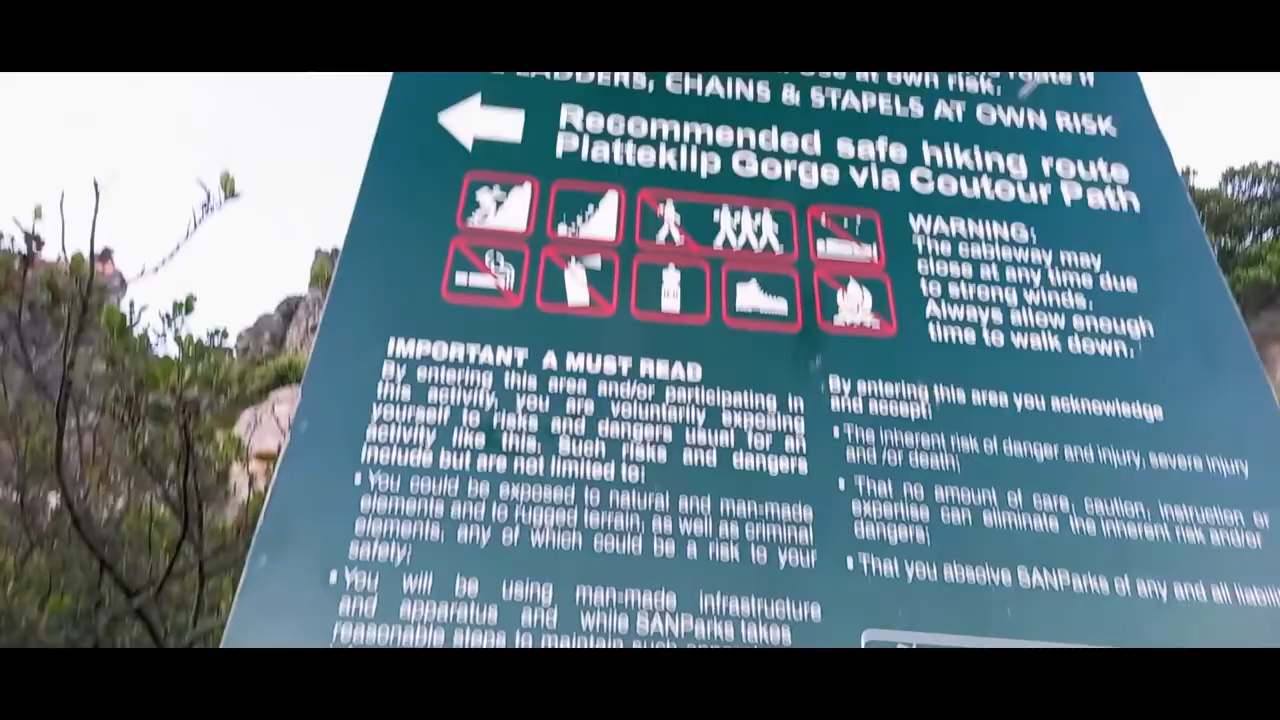 use at own risk.
LADDERS, CHAINS & STAPELS AT OWN RISK
Recommended safe hiking route
Platteklip Gorge via Coutour Path
WARNING:
The cableway may
close at any time due
to strong winds.
Always allow enough
time to walk down.
IMPORTANT A MUST READ
By entering this area and/or participating in
this activity, you are voluntarily exposing
yourself to risks and dangers usual for an
activity like this. Such risks and dangers
include but are not limited to:
• You could be exposed to natural and man-made
elements and to rugged terrain, as well as criminal
elements, any of which could be a risk to your
safety;
• You will be using man-made infrastructure
and apparatus and while SANParks takes
reasonable steps to maintain such
By entering this area you acknowledge
and accept:
• The inherent risk of danger and injury, severe injury
and /or death;
• That no amount of care, caution, instruction or
expertise can eliminate the inherent risk and/or
dangers;
• That you absolve SANParks of any and all